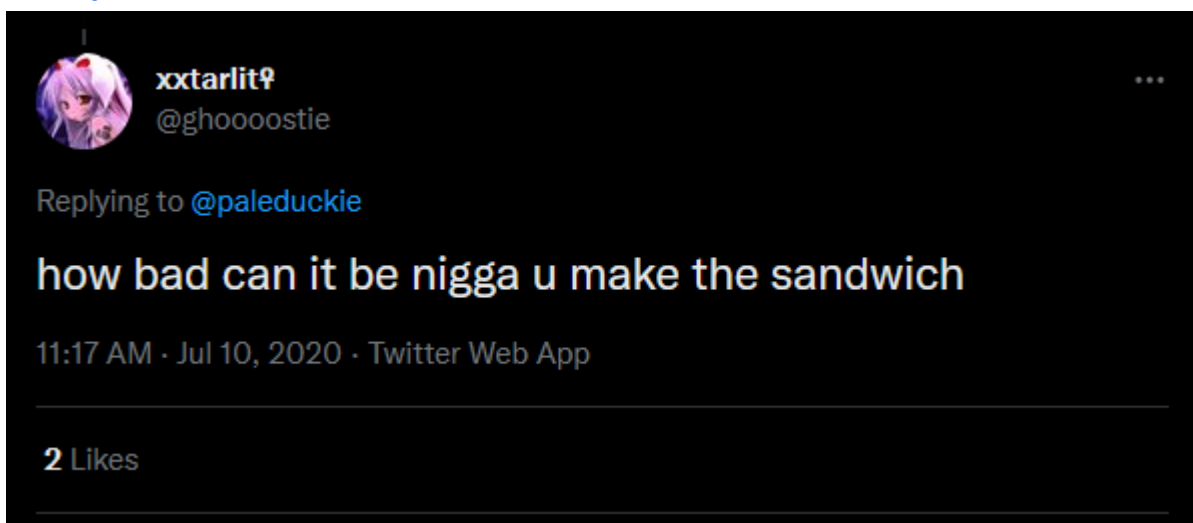 xxtarlit♀
@ghoooostie
Replying to @paleduckie
how bad can it be nigga u make the sandwich
11:17 AM · Jul 10, 2020 · Twitter Web App
2 Likes